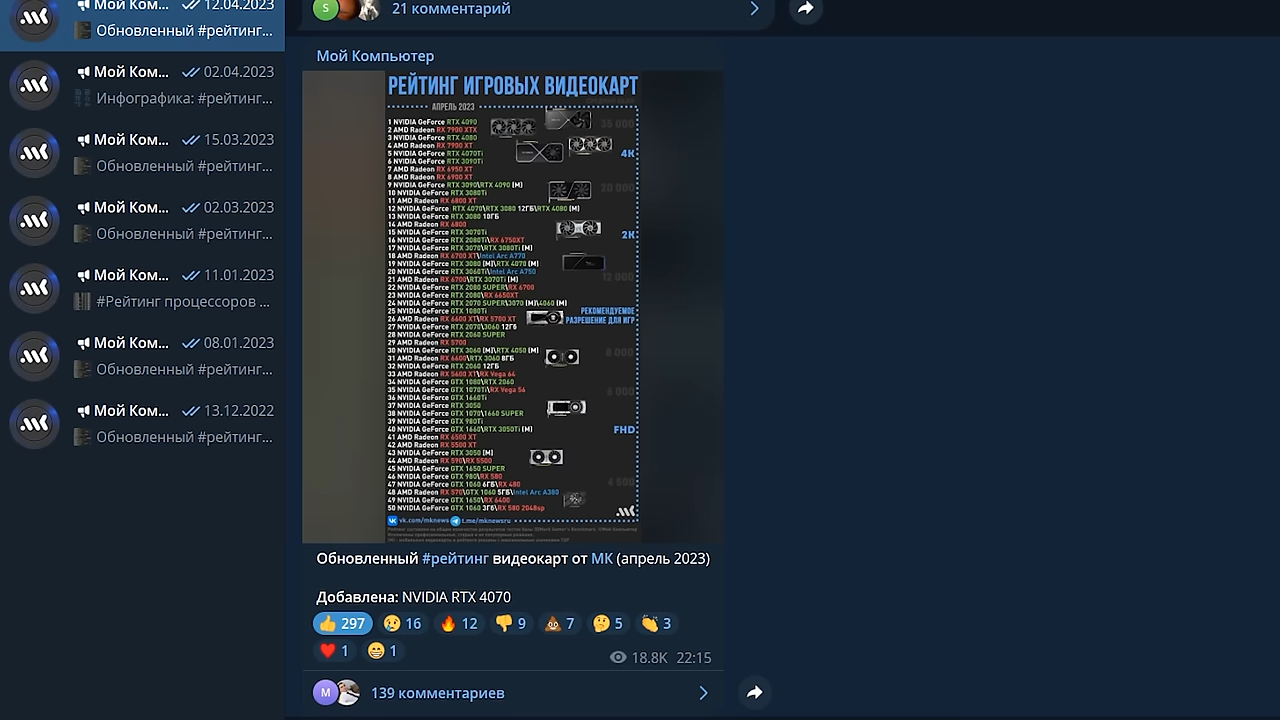 Мой Ком... 12.04.2023
Обновленный #рейтинг...
Мой Ком... 02.04.2023
Инфографика: #рейтинг...
Мой Ком... 15.03.2023
Обновленный #рейтинг...
Мой Ком... 02.03.2023
Обновленный #рейтинг...
Мой Ком... 11.01.2023
#Рейтинг процессоров ...
Мой Ком... 08.01.2023
Обновленный #рейтинг...
Мой Ком... 13.12.2022
Обновленный #рейтинг...
S
21 комментарий
Мой Компьютер
РЕЙТИНГ ИГРОВЫХ ВИДЕОКАРТ
АПРЕЛЬ 2023
1 NVIDIA GeForce RTX 4090
2 AMD Radeon RX 7900 XTX
3 NVIDIA GeForce RTX 4080
4 AMD Radeon RX 7900 XT
5 NVIDIA GeForce RTX 4070Ti
6 NVIDIA GeForce RTX 3090Ti
7 AMD Radeon RX 6950 XT
8 AMD Radeon RX 6900 XT
9 NVIDIA GeForce RTX 3090\RTX 4090 (M)
10 NVIDIA GeForce RTX 3080Ti
11 AMD Radeon RX 6800 XT
12 NVIDIA GeForce RTX 4070\RTX 3080 12ГБ\RTX 4080 (M)
13 NVIDIA GeForce RTX 3080 10ГБ
14 AMD Radeon RX 6800
15 NVIDIA GeForce RTX 3070Ti
16 NVIDIA GeForce RTX 2080Ti\RX 6750XT
17 NVIDIA GeForce RTX 3070\RTX 3080Ti (M)
18 AMD Radeon RX 6700 XT\Intel Arc A770
19 NVIDIA GeForce RTX 3080 (M)\RTX 4070 (M)
20 NVIDIA GeForce RTX 3060Ti\Intel Arc A750
21 AMD Radeon RX 6700\RTX 3070Ti (M)
22 NVIDIA GeForce RTX 2080 SUPER\RX 6700
23 NVIDIA GeForce RTX 2080\RX 6650XT
24 NVIDIA GeForce RTX 2070 SUPER\3070 (M)\4060 (M)
25 NVIDIA GeForce GTX 1080Ti
26 AMD Radeon RX 6600 XT\RX 5700 XT
27 NVIDIA GeForce RTX 2070\3060 12ГБ
28 NVIDIA GeForce RTX 2060 SUPER
29 AMD Radeon RX 5700
30 NVIDIA GeForce RTX 3060 (M)\RTX 4050 (M)
31 AMD Radeon RX 6600\RTX 3060 8ГБ
32 NVIDIA GeForce RTX 2060 12ГБ
33 AMD Radeon RX 5600 XT\RX Vega 64
34 NVIDIA GeForce GTX 1080\RTX 2060
35 NVIDIA GeForce GTX 1070Ti\RX Vega 56
36 NVIDIA GeForce GTX 1660Ti
37 NVIDIA GeForce RTX 3050
38 NVIDIA GeForce GTX 1070\1660 SUPER
39 NVIDIA GeForce GTX 980Ti
40 NVIDIA GeForce GTX 1660\RTX 3050Ti (M)
41 AMD Radeon RX 6500 XT
42 AMD Radeon RX 5500 XT
43 NVIDIA GeForce RTX 3050 (M)
44 AMD Radeon RX 590\RX 5500
45 NVIDIA GeForce GTX 1650 SUPER
46 NVIDIA GeForce GTX 980\RX 580
47 NVIDIA GeForce GTX 1060 6ГБ\RX 480
48 AMD Radeon RX 570\GTX 1060 5ГБ\Intel Arc A380
49 NVIDIA GeForce GTX 1650\RX 6400
50 NVIDIA GeForce GTX 1060 3ГБ\RX 580 2048sp
35 000
4K
20 000
2K
12 000
РЕКОМЕНДУЕМОЕ
РАЗРЕШЕНИЕ ДЛЯ ИГР
8 000
6 000
FHD
4 500
vk.com/mknews t.me/mknewsru
Обновленный #рейтинг видеокарт от МК (апрель 2023)
Добавлена: NVIDIA RTX 4070
297 16 12 9 7 5 3
1 1
18.8K 22:15
M
139 комментариев